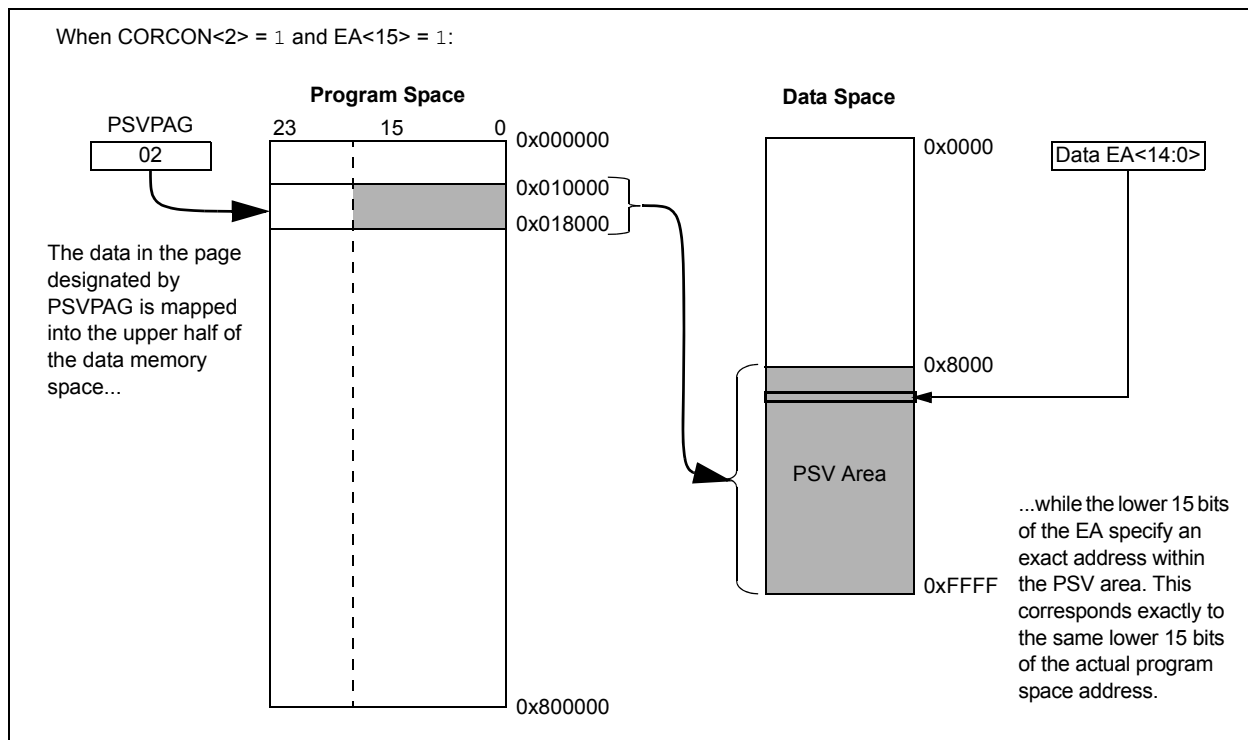 When CORCON<2> = 1 and EA<15> = 1:
PSVPAG
02
The data in the page
designated by
PSVPAG is mapped
into the upper half of
the data memory
space...
Program Space
23 15 0
0x000000
0x010000
0x018000
0x800000
Data Space
0x0000
0x8000
PSV Area
0xFFFF
Data EA<14:0>
...while the lower 15 bits
of the EA specify an
exact address within
the PSV area. This
corresponds exactly to
the same lower 15 bits
of the actual program
space address.